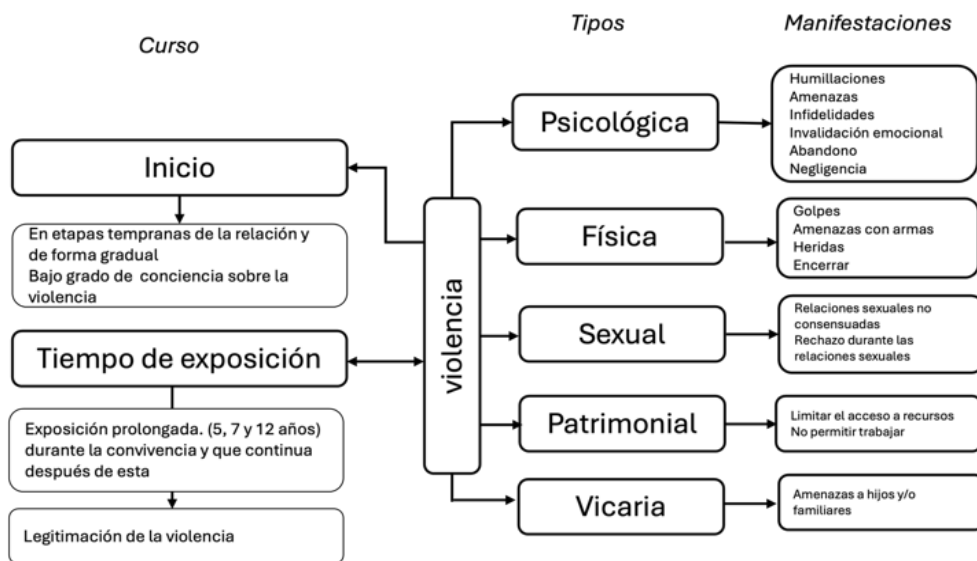 Curso
Tipos
Manifestaciones
Inicio
En etapas tempranas de la relación y
de forma gradual
Bajo grado de conciencia sobre la
violencia
Tiempo de exposición
Exposición prolongada. (5, 7 y 12 años)
durante la convivencia y que continua
después de esta
Legitimación de la violencia
violencia
Psicológica
Humillaciones
Amenazas
Infidelidades
Invalidación emocional
Abandono
Negligencia
Física
Golpes
Amenazas con armas
Heridas
Encerrar
Sexual
Relaciones sexuales no
consensuadas
Rechazo durante las
relaciones sexuales
Patrimonial
Limitar el acceso a recursos
No permitir trabajar
Vicaria
Amenazas a hijos y/o
familiares